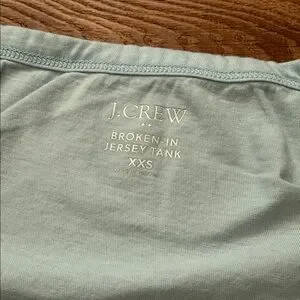 J.CREW
BROKEN-IN
JERSEY TANK
XXS